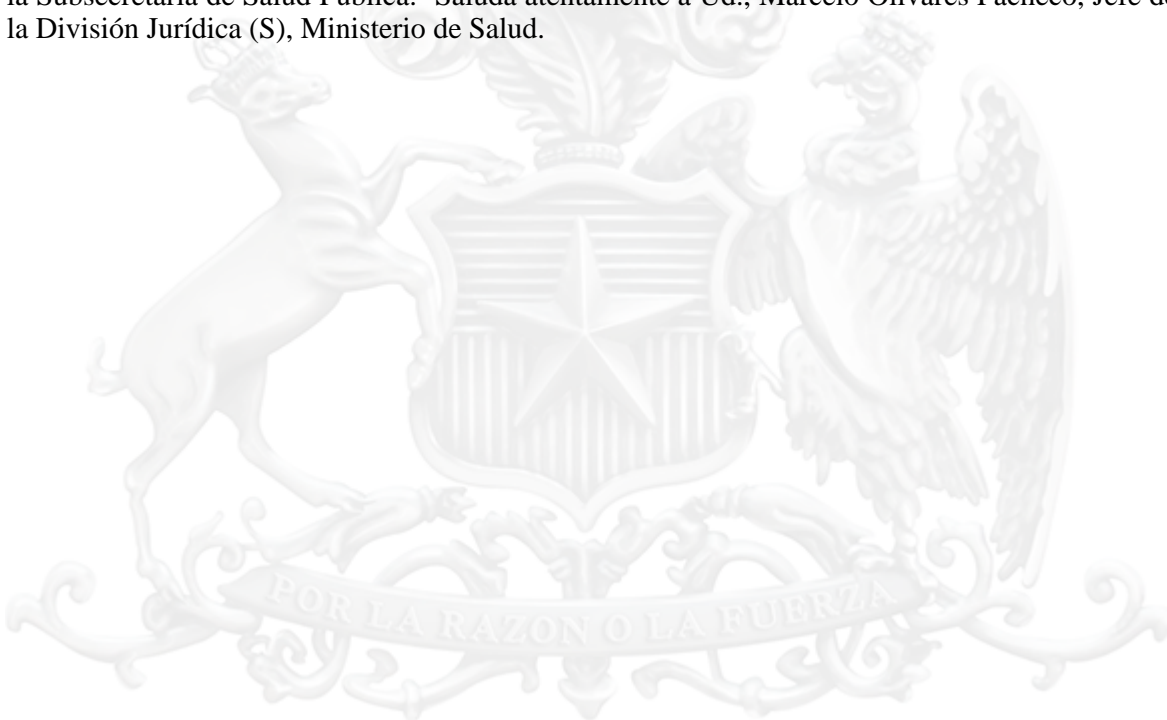 la Subsecretaría de Salud Pública.- Saluda atentamente a Ud., Marcelo Olivares Pacheco, Jefe de
la División Jurídica (S), Ministerio de Salud.
POR LA RAZON O LA FUERZA